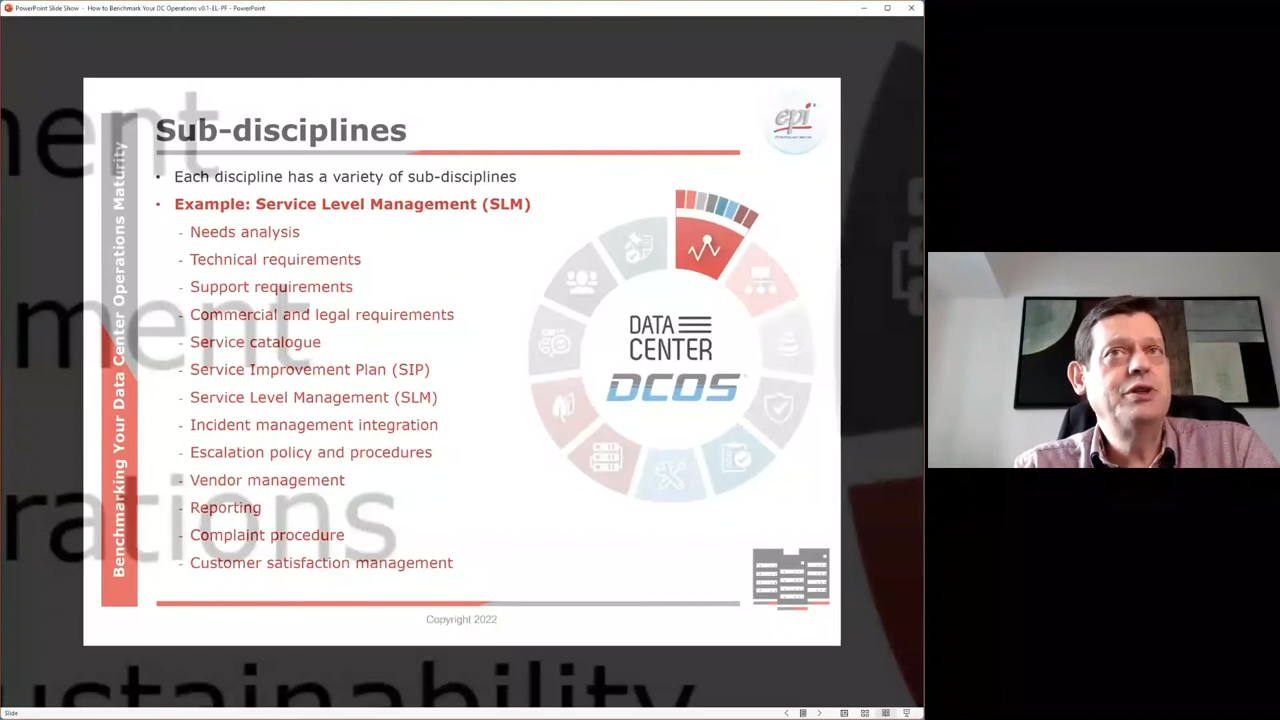 PowerPoint Slide Show - How to Benchmark Your DC Operations v0.1-EL-PF - PowerPoint
Sub-disciplines
epi
Benchmarking Your Data Center Operations Maturity
• Each discipline has a variety of sub-disciplines
• Example: Service Level Management (SLM)
- Needs analysis
- Technical requirements
- Support requirements
- Commercial and legal requirements
- Service catalogue
- Service Improvement Plan (SIP)
- Service Level Management (SLM)
- Incident management integration
- Escalation policy and procedures
- Vendor management
- Reporting
- Complaint procedure
- Customer satisfaction management
DATA
CENTER
DCOS
Copyright 2022
ment
ment
rations
ustainability
Slide